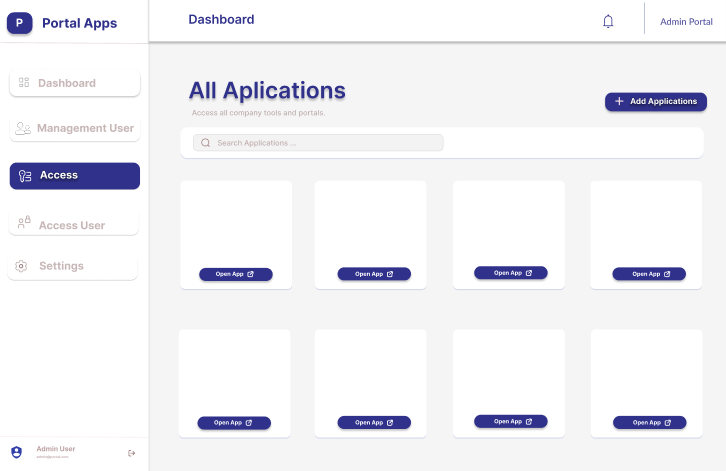 P
Portal Apps
Dashboard
Admin Portal
Dashboard
Management User
Access
Access User
Settings
All Aplications
Access all company tools and portals.
Add Applications
Search Applications ...
Open App
Open App
Open App
Open App
Open App
Open App
Open App
Open App
Admin User